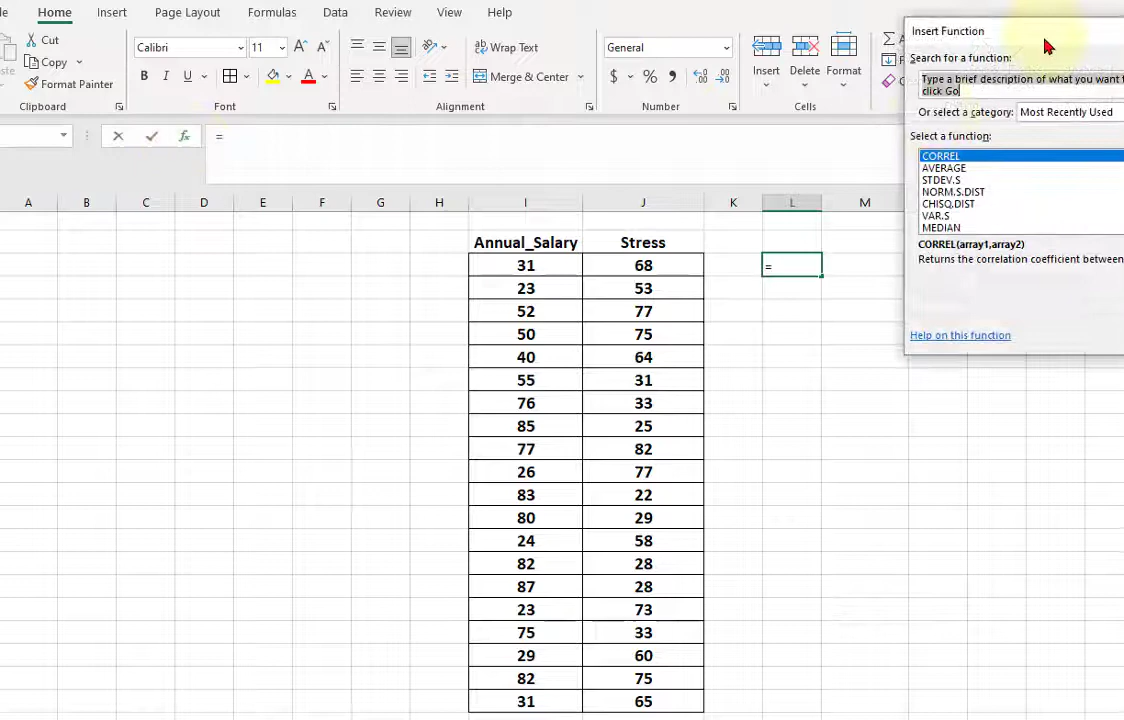 Home Insert Page Layout Formulas Data Review View Help
Cut
Copy
Format Painter
Clipboard
Calibri 11 A A
B I U A
Font
Wrap Text
Merge & Center
Alignment
General
$ % 9
Number
Insert Delete Format
Insert Function
Search for a function:
Type a brief description of what you want
click Go
Or select a category: Most Recently Used
Select a function:
CORREL
AVERAGE
STDEV.S
NORM.S.DIST
CHISQ.DIST
VAR.S
MEDIAN
CORREL(array1,array2)
Returns the correlation coefficient between
Help on this function
fx =
A B C D E F G H I J K L M
Annual_Salary Stress
31 68 =
23 53
52 77
50 75
40 64
55 31
76 33
85 25
77 82
26 77
83 22
80 29
24 58
82 28
87 28
23 73
75 33
29 60
82 75
31 65